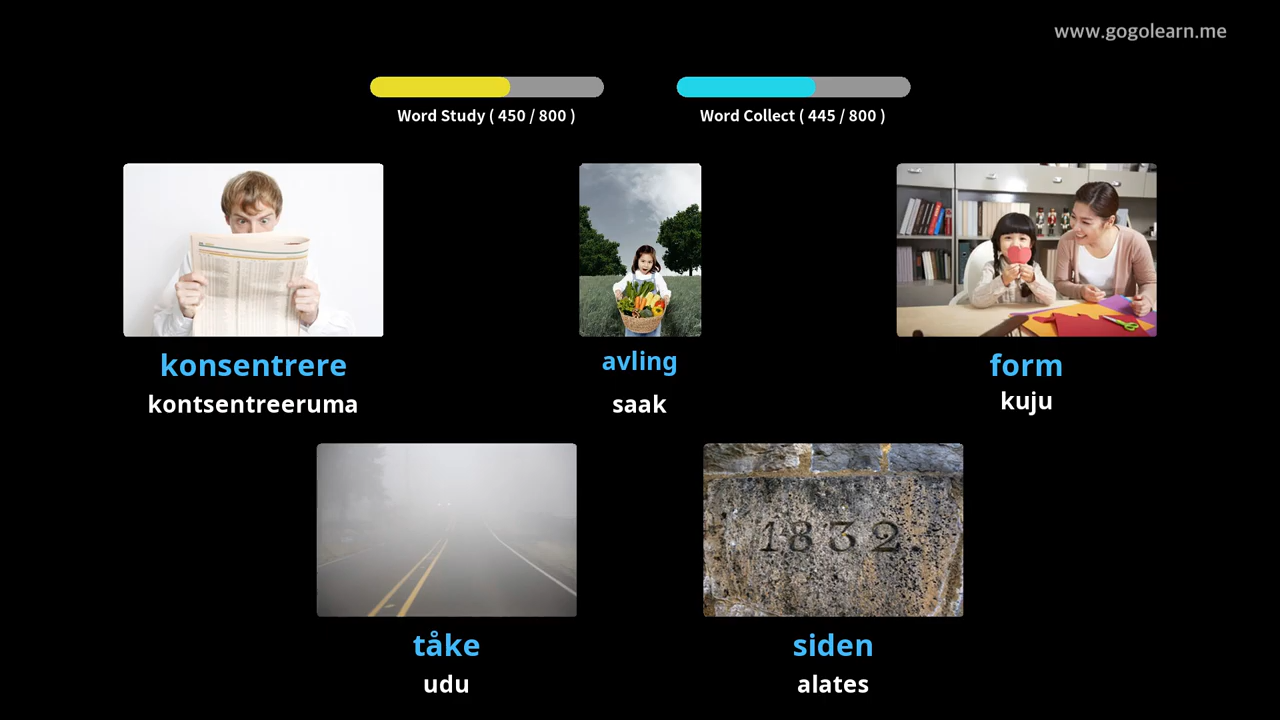 www.gogolearn.me
Word Study ( 450 / 800 )
Word Collect ( 445 / 800 )
konsentrere
kontsentreeruma
avling
saak
form
kuju
1832.
tåke
udu
siden
alates